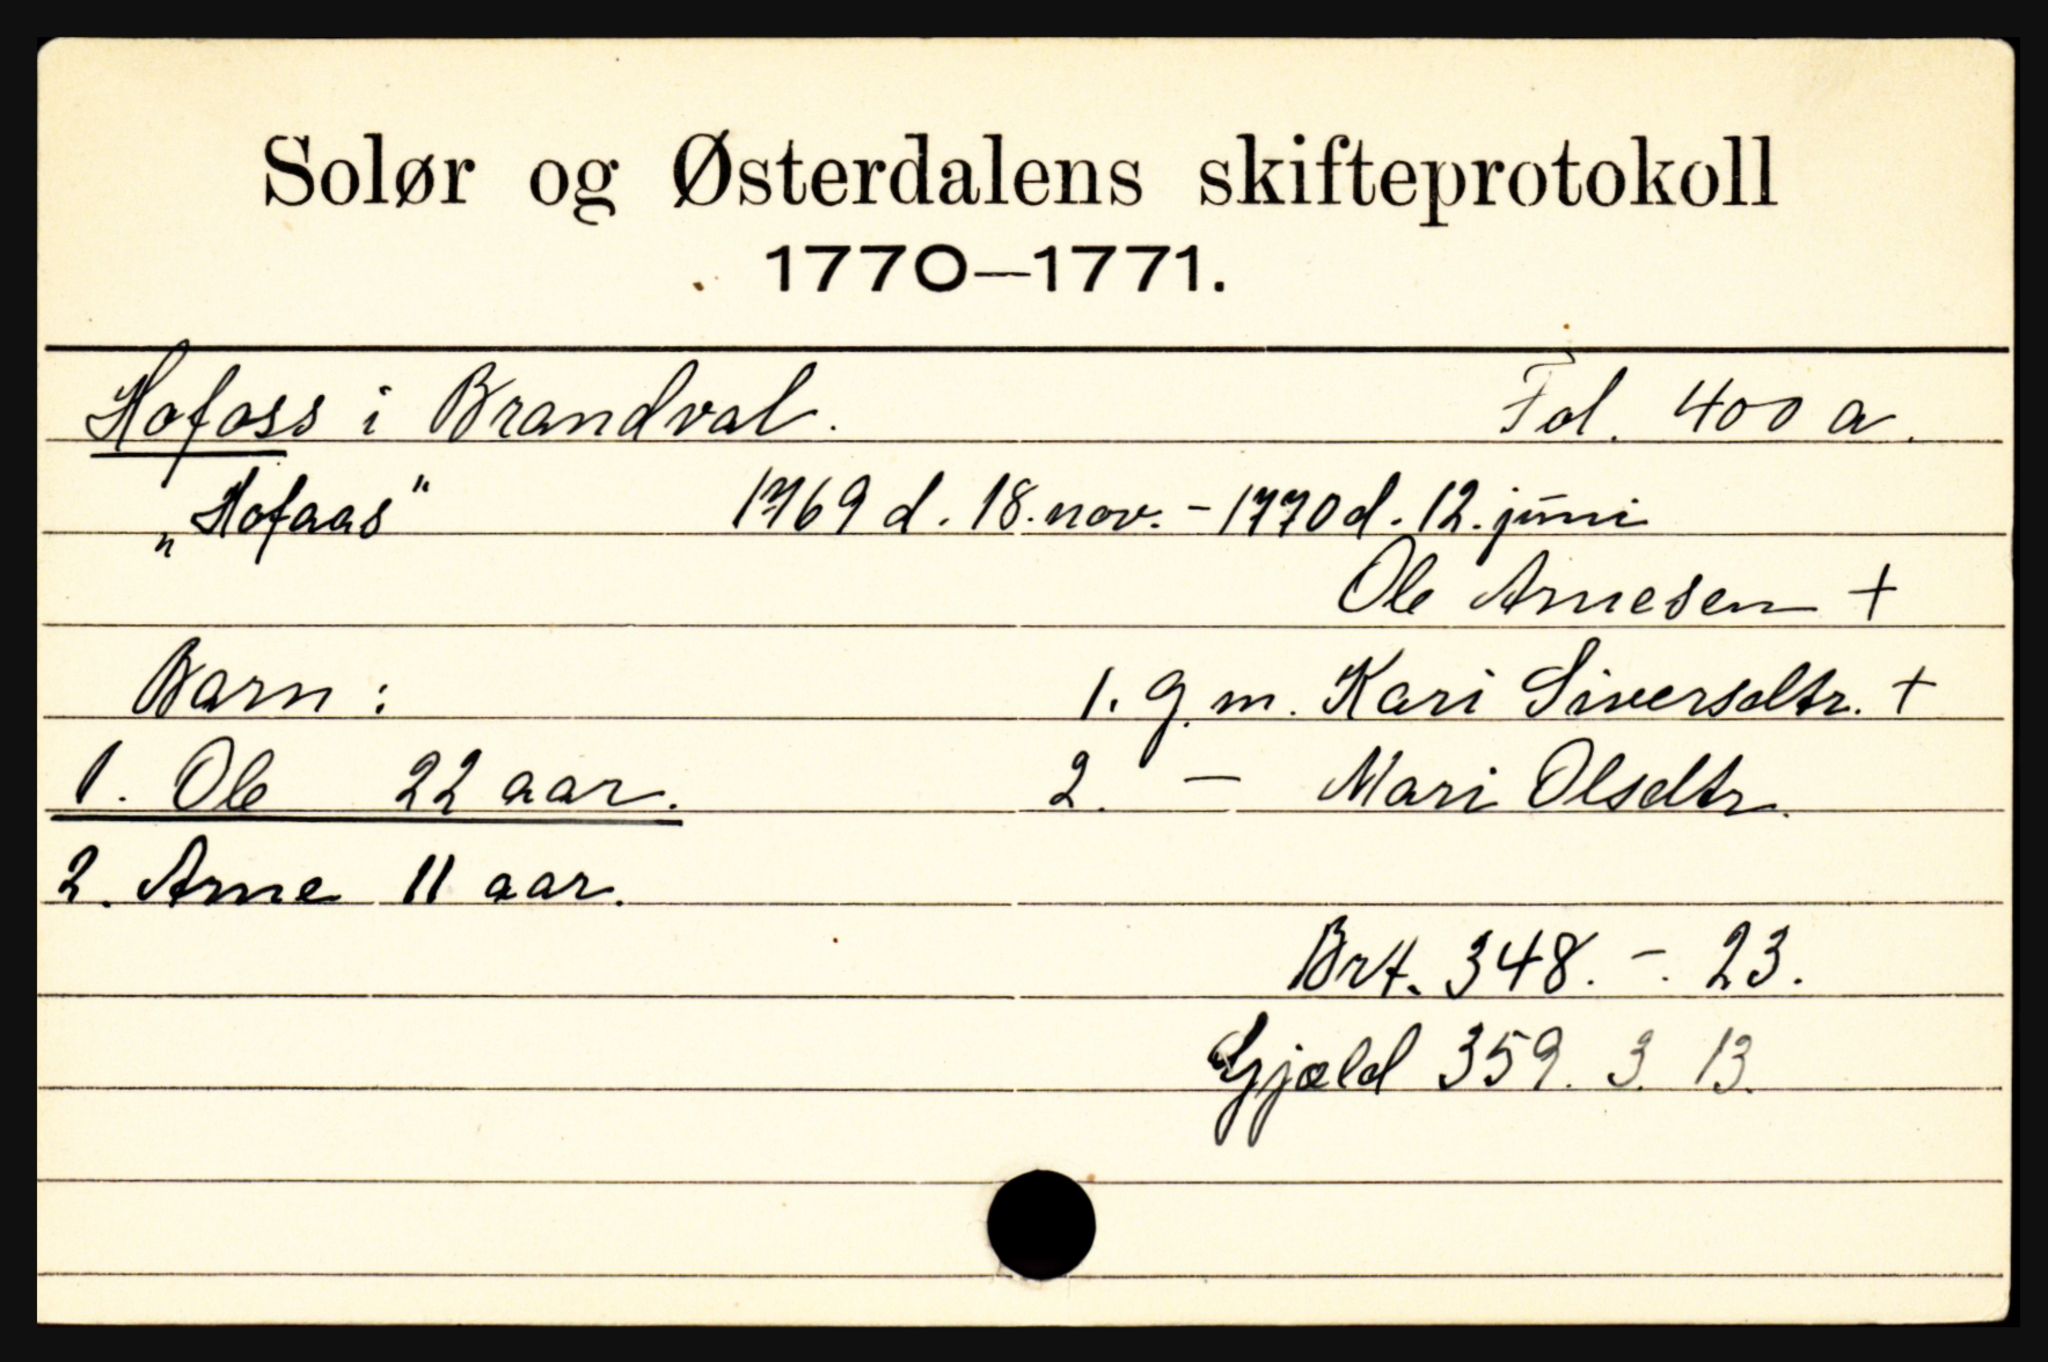 Solør og Østerdalens skifteprotokoll
1770—1771.
Hofoss i Brandval. Fol. 400 a.
„Hofaas" 1769 d. 18. nov. - 1770 d. 12. juni
Ole Arnesen +
Barn: 1. g. m. Kari Siversdtr. +
1. Ole 22 aar. 2. — Mari Olsdtr.
2. Arne 11 aar.
Brt. 348. -. 23.
Gjæld 359. 3. 13.